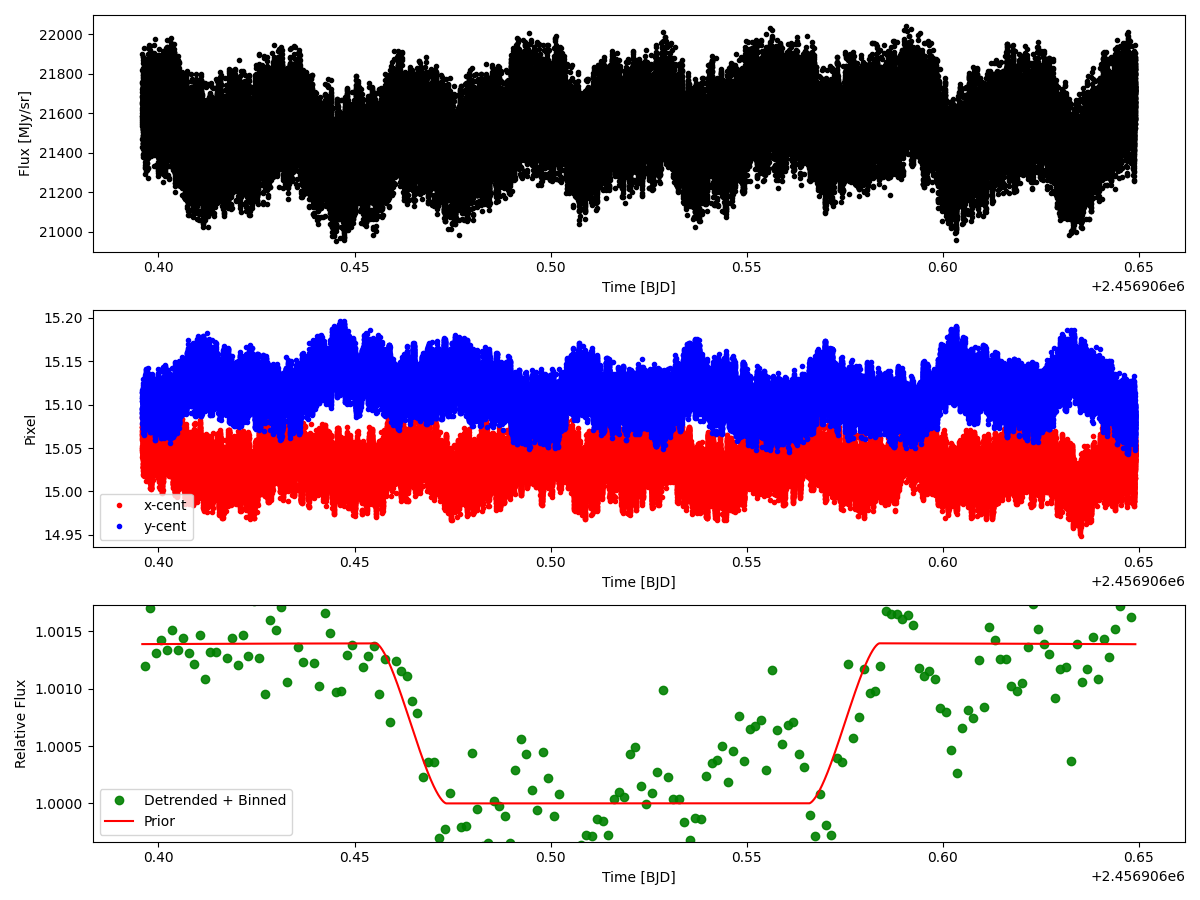 22000
21800
21600
21400
21200
21000
Flux [MJy/sr]
0.40 0.45 0.50 0.55 0.60 0.65
+2.456906e6
Time [BJD]
15.20
15.15
15.10
15.05
15.00
14.95
Pixel
x-cent
y-cent
0.40 0.45 0.50 0.55 0.60 0.65
+2.456906e6
Time [BJD]
1.0015
1.0010
1.0005
1.0000
Relative Flux
Detrended + Binned
Prior
0.40 0.45 0.50 0.55 0.60 0.65
+2.456906e6
Time [BJD]